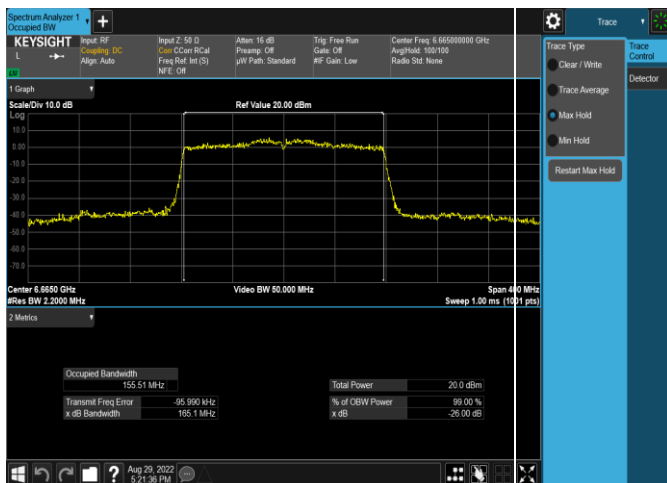 Spectrum Analyzer 1
Occupied BW
+
Trace
KEYSIGHT
L
Input: RF
Coupling: DC
Align: Auto
Input Z: 50 Ω
Corr CCorr RCal
Freq Ref: Int (S)
NFE: Off
Atten: 16 dB
Preamp: Off
µW Path: Standard
Trig: Free Run
Gate: Off
#IF Gain: Low
Center Freq: 6.665000000 GHz
Avg|Hold: 100/100
Radio Std: None
Trace Type
Clear / Write
Trace Average
Max Hold
Min Hold
Restart Max Hold
Trace
Control
Detector
1 Graph
Scale/Div 10.0 dB
Ref Value 20.00 dBm
Log
10.0
0.00
-10.0
-20.0
-30.0
-40.0
-50.0
-60.0
-70.0
Center 6.6650 GHz
Video BW 50.000 MHz
Span 400 MHz
#Res BW 2.2000 MHz
Sweep 1.00 ms (1001 pts)
2 Metrics
Occupied Bandwidth
155.51 MHz
Total Power 20.0 dBm
Transmit Freq Error -95.990 kHz
% of OBW Power 99.00 %
x dB Bandwidth 165.1 MHz
x dB -26.00 dB
?
Aug 29, 2022
5:21:36 PM